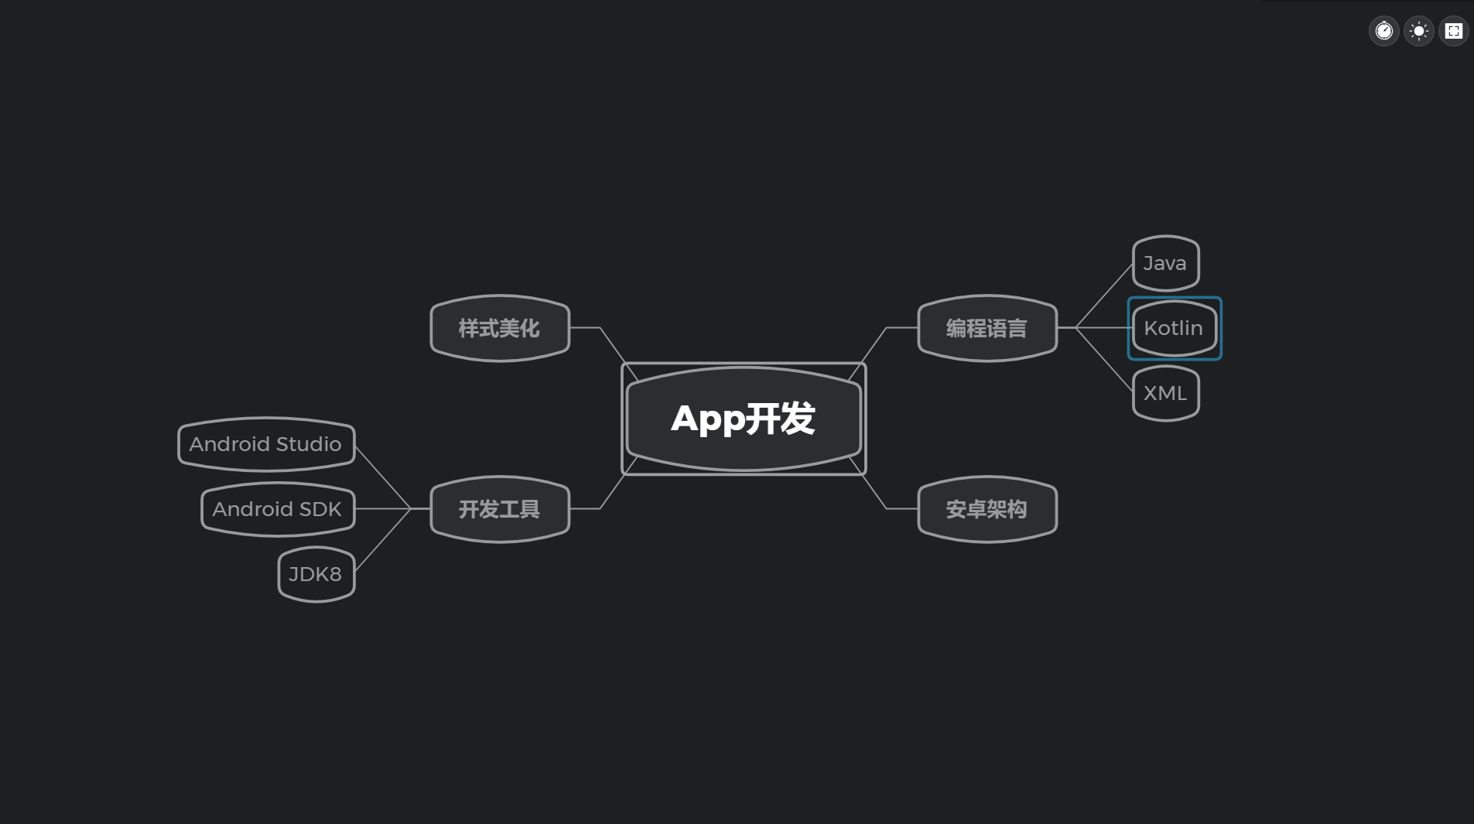 App开发
编程语言
Java
Kotlin
XML
安卓架构
样式美化
开发工具
Android Studio
Android SDK
JDK8